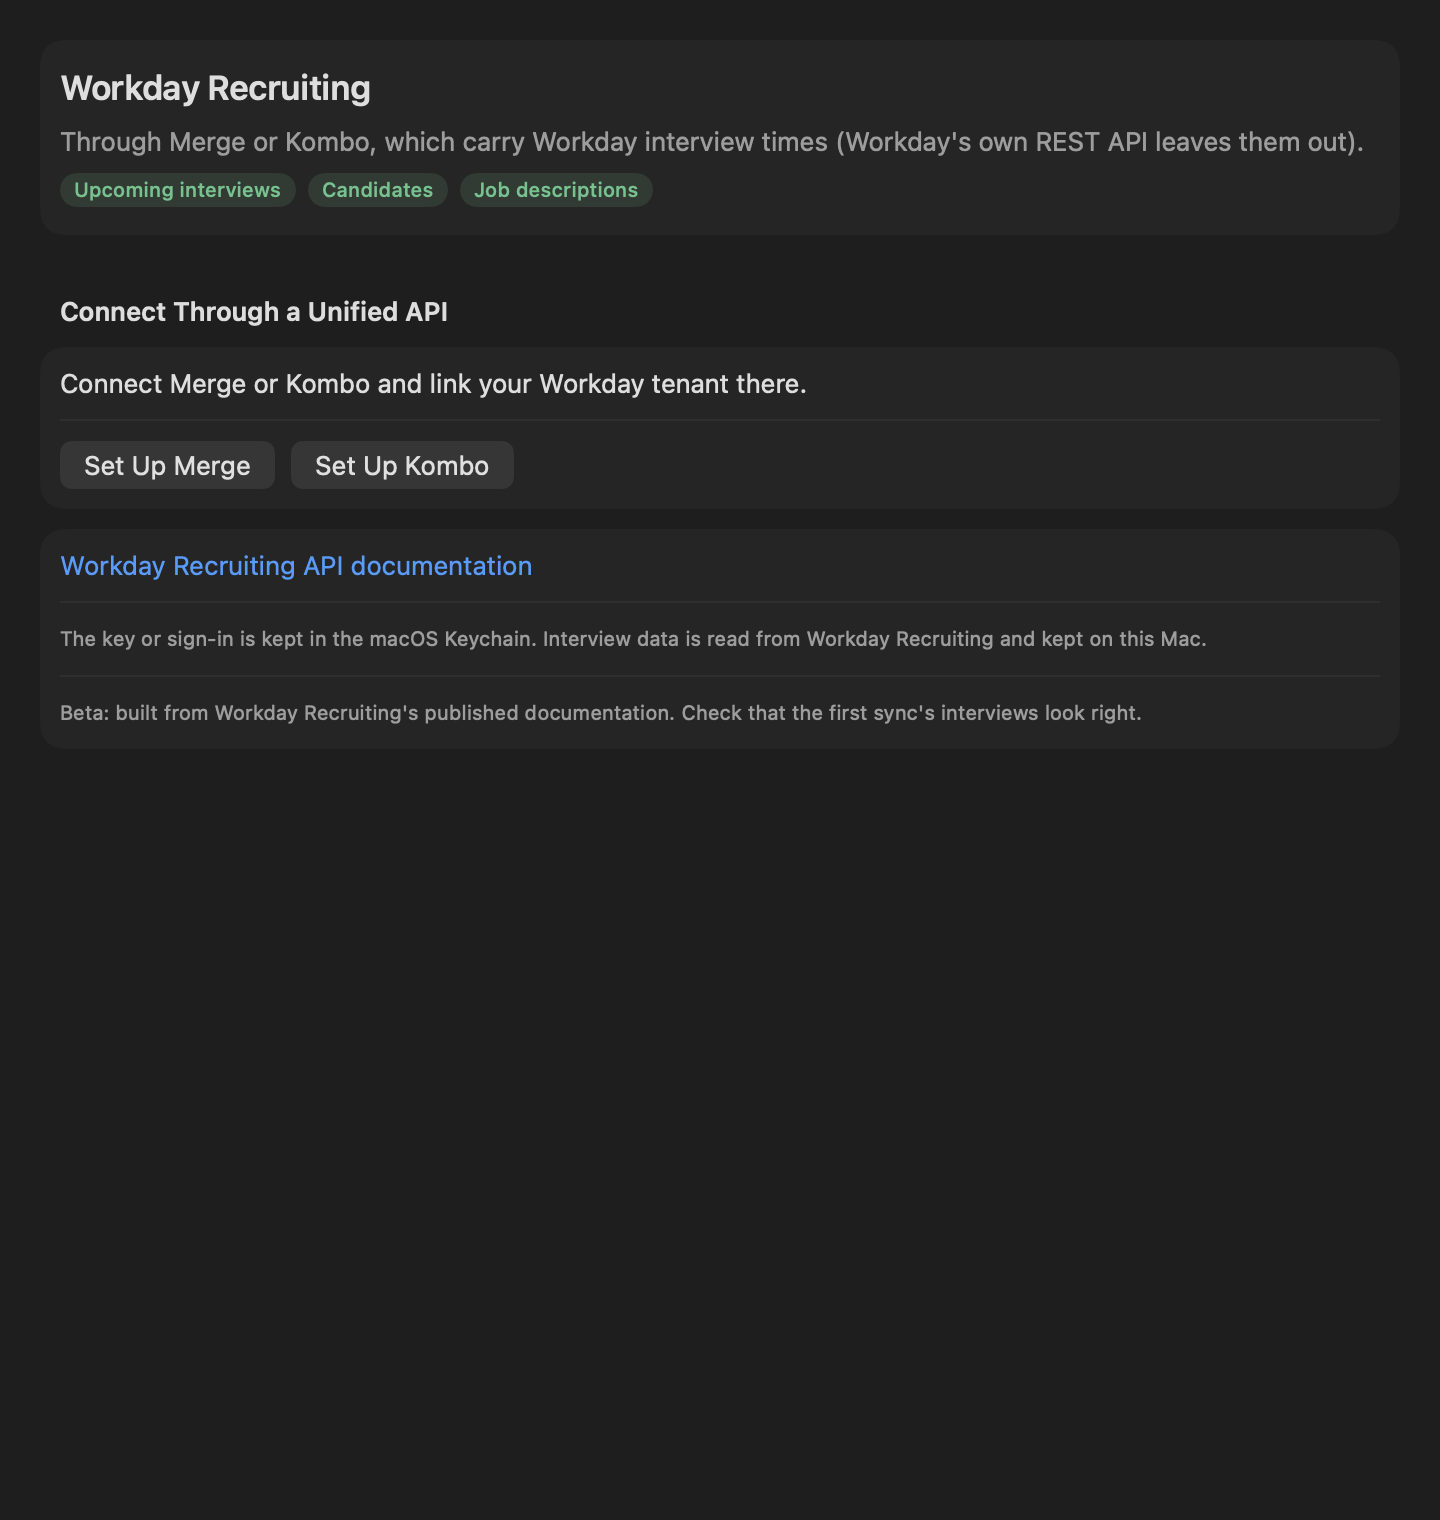 Workday Recruiting
Through Merge or Kombo, which carry Workday interview times (Workday's own REST API leaves them out).
Upcoming interviews Candidates Job descriptions
Connect Through a Unified API
Connect Merge or Kombo and link your Workday tenant there.
Set Up Merge Set Up Kombo
Workday Recruiting API documentation
The key or sign-in is kept in the macOS Keychain. Interview data is read from Workday Recruiting and kept on this Mac.
Beta: built from Workday Recruiting's published documentation. Check that the first sync's interviews look right.